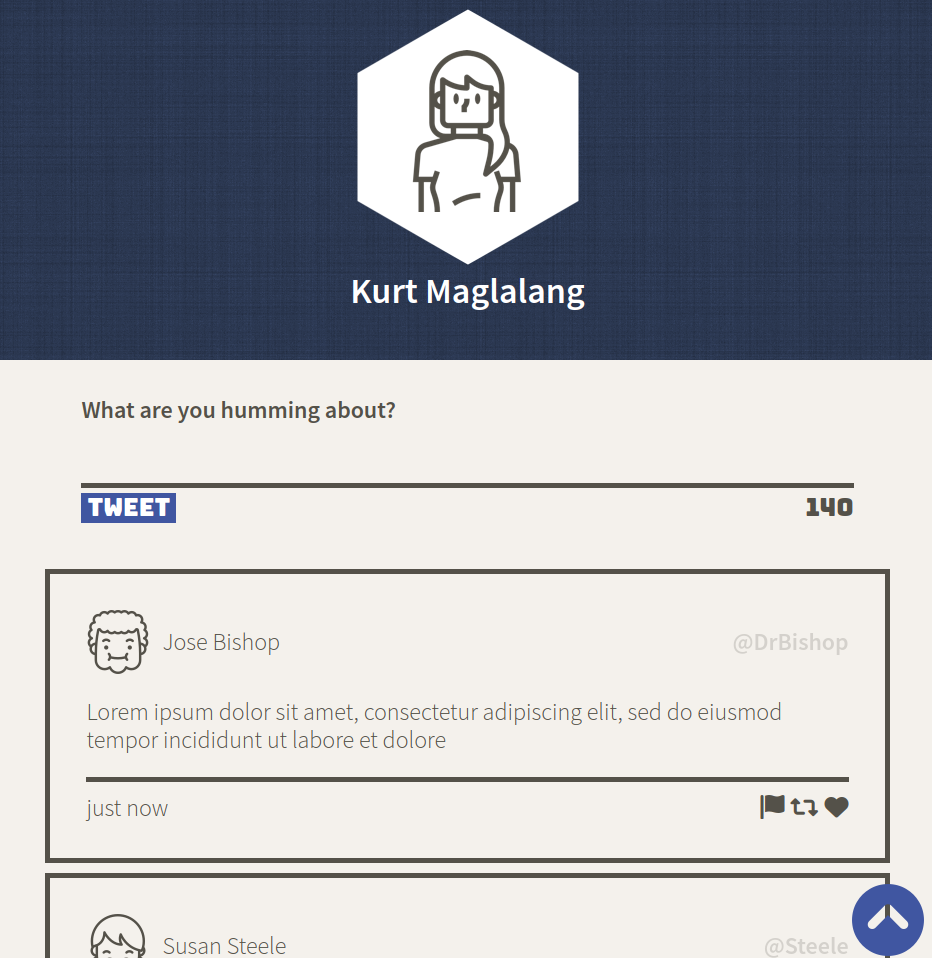 Kurt Maglalang
What are you humming about?
TWEET
140
Jose Bishop
@DrBishop
Lorem ipsum dolor sit amet, consectetur adipiscing elit, sed do eiusmod
tempor incididunt ut labore et dolore
just now
Susan Steele
@Steele